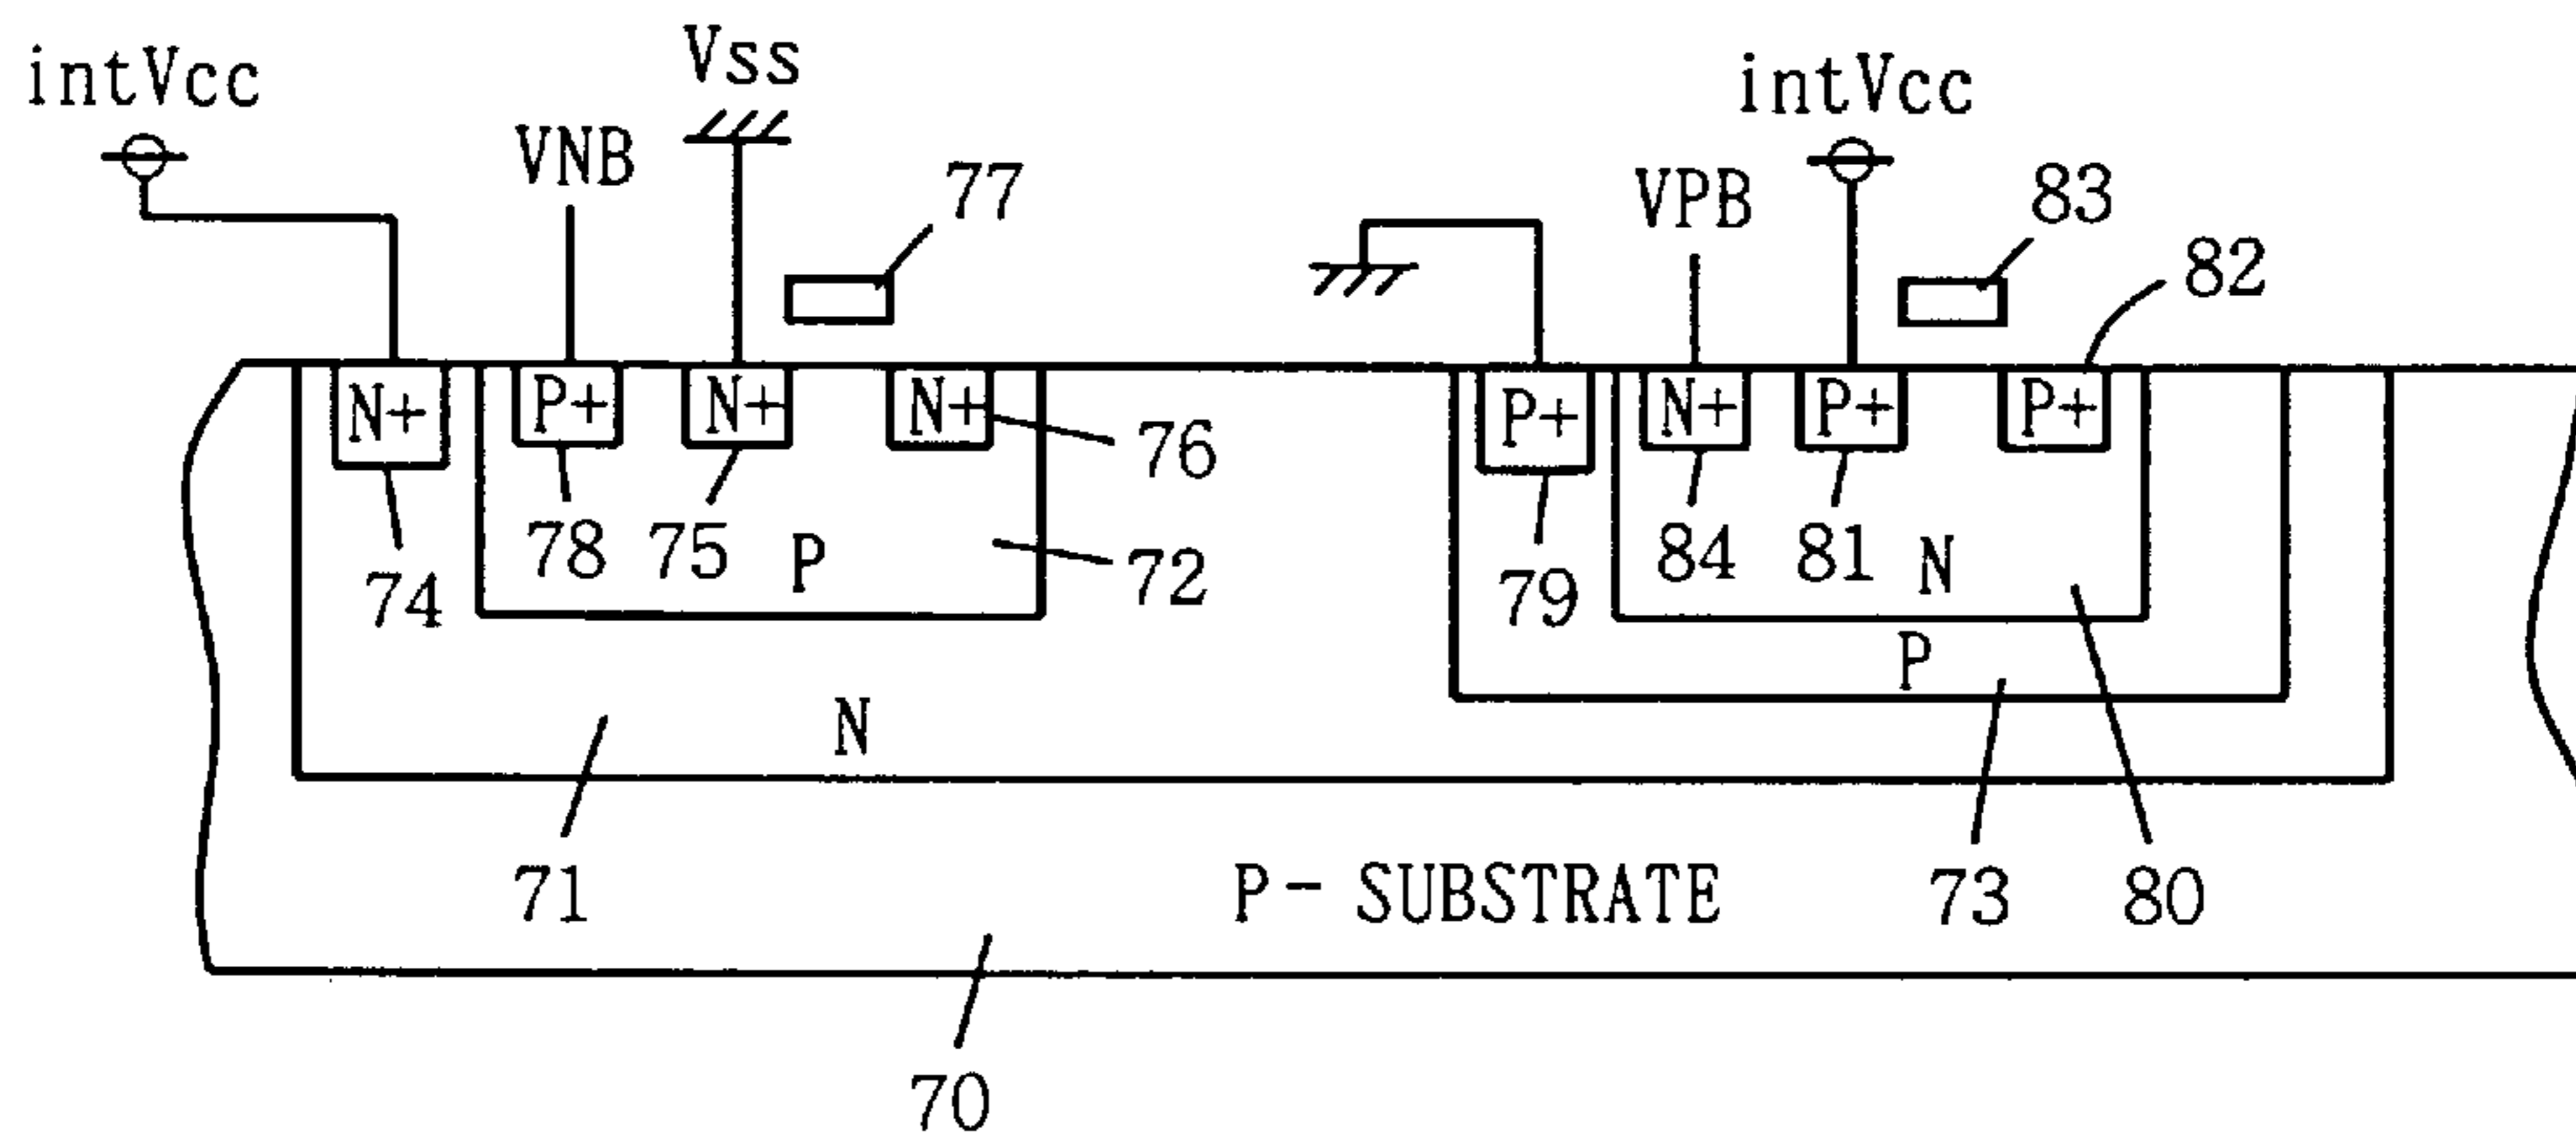 intVcc
Vss
intVcc
VNB
77
VPB
83
82
N+
P+
N+
N+
76
P+
N+
P+
P+
74
78
75
P
72
79
84
81
N
P
N
71
P- SUBSTRATE
73
80
70